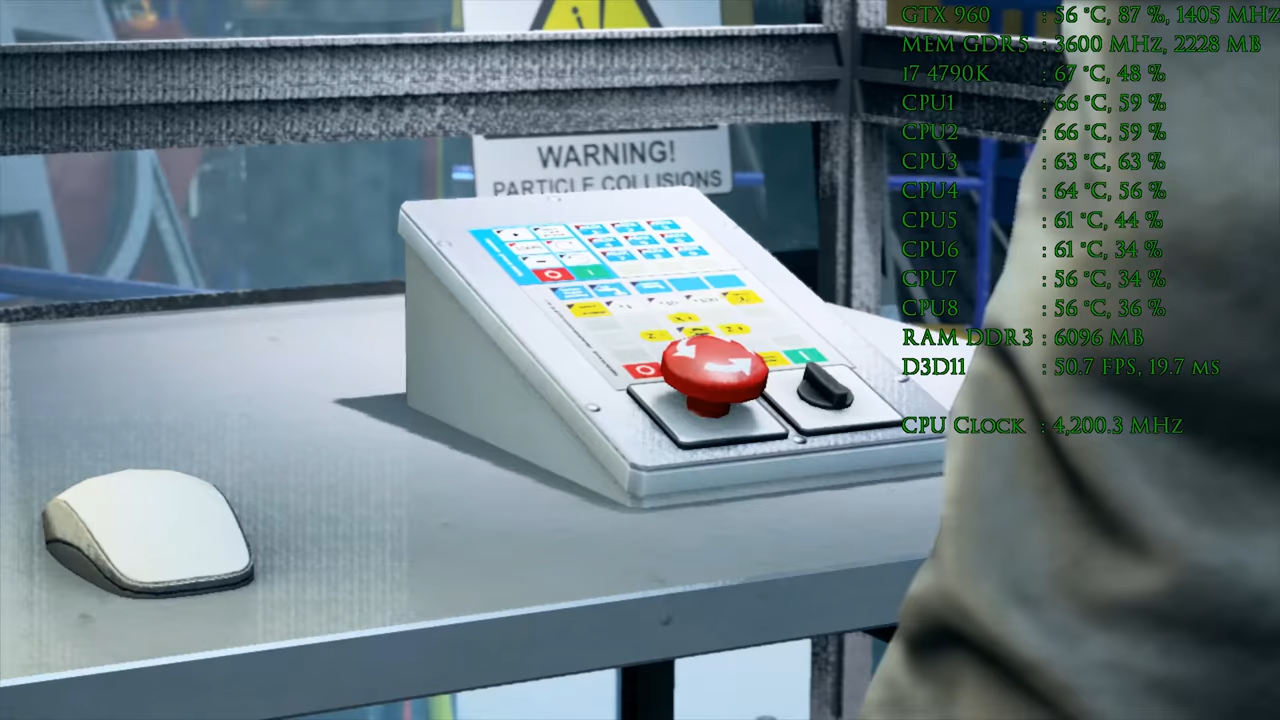 WARNING!
PARTICLE COLLISIONS
GTX 960 : 56 °C, 87 %, 1405 MHz
MEM GDR5 : 3600 MHz, 2228 MB
i7 4790K : 67 °C, 48 %
CPU1 : 66 °C, 59 %
CPU2 : 66 °C, 59 %
CPU3 : 63 °C, 63 %
CPU4 : 64 °C, 56 %
CPU5 : 61 °C, 44 %
CPU6 : 61 °C, 34 %
CPU7 : 56 °C, 34 %
CPU8 : 56 °C, 36 %
RAM DDR3 : 6096 MB
D3D11 : 50.7 FPS, 19.7 ms
CPU Clock : 4,200.3 MHz